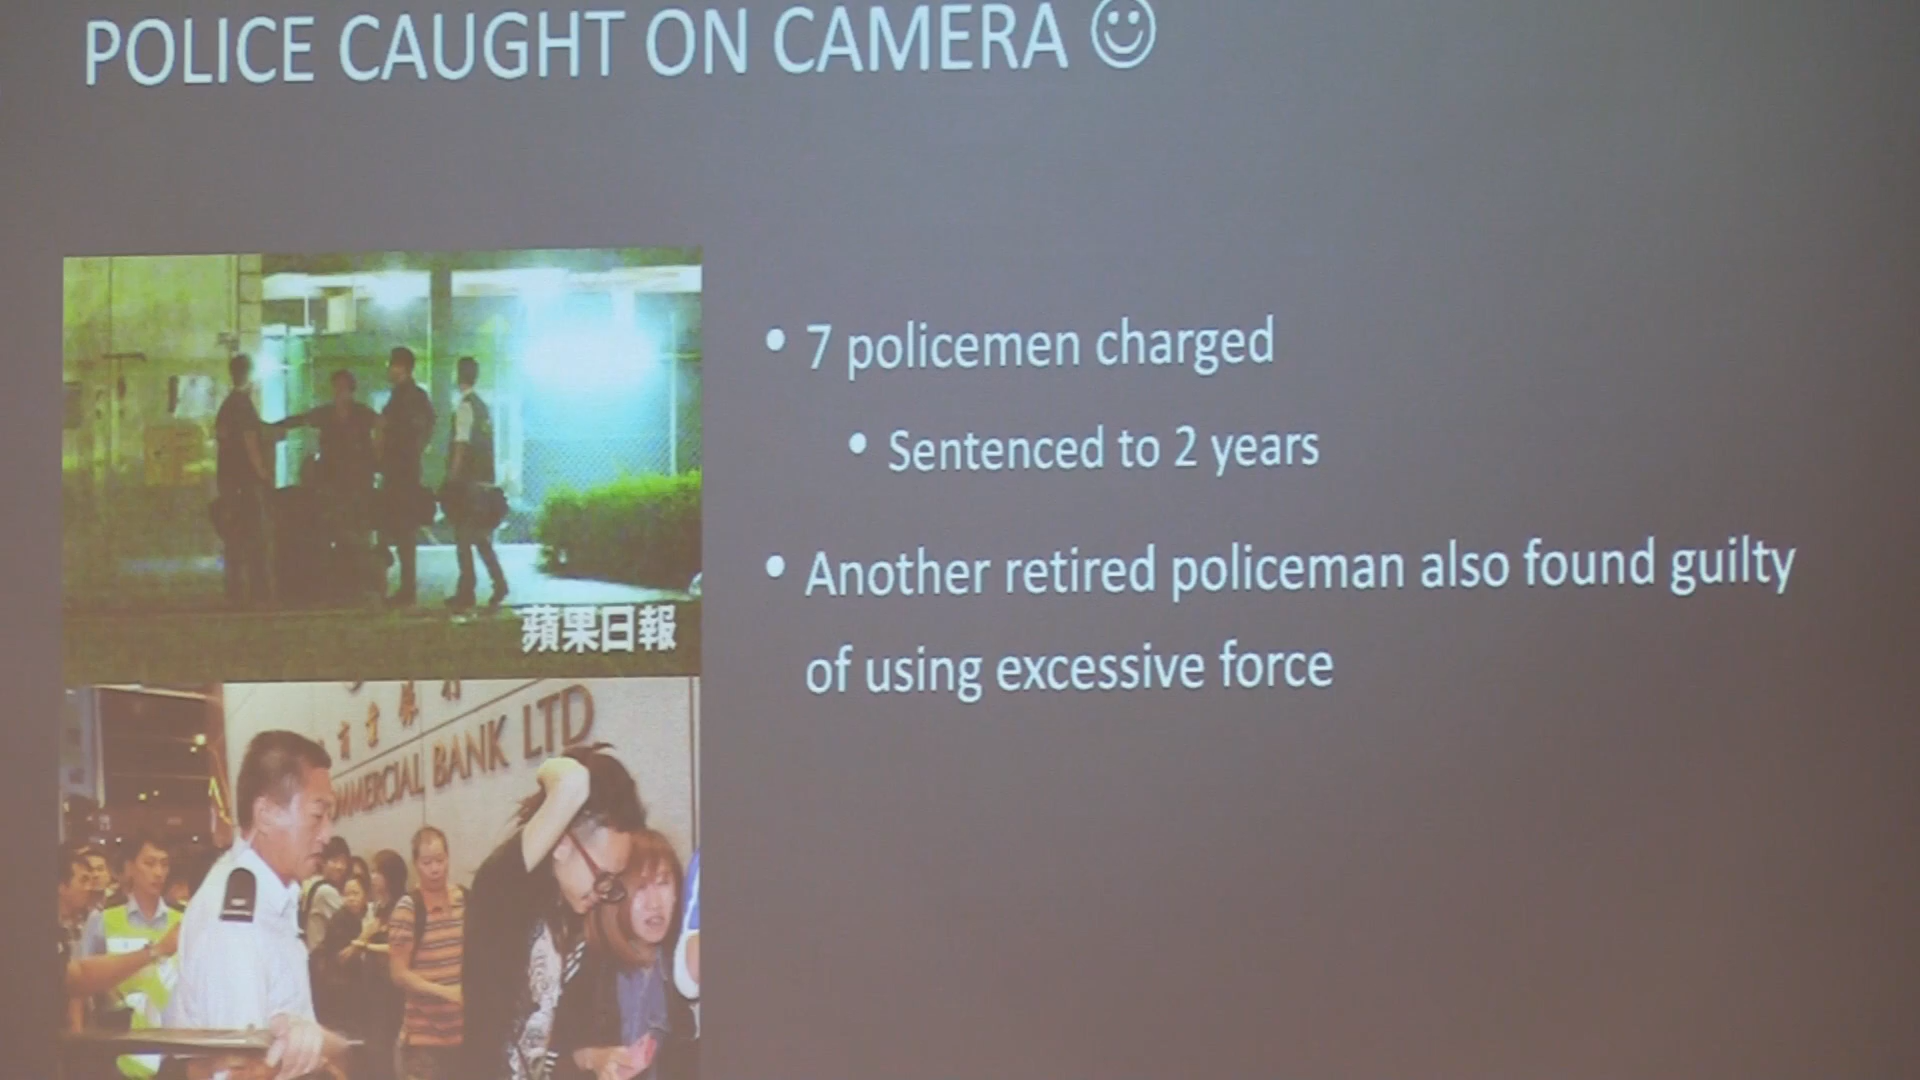 POLICE CAUGHT ON CAMERA ☺
• 7 policemen charged
• Sentenced to 2 years
• Another retired policeman also found guilty
of using excessive force
蘋果日報
BANK LTD